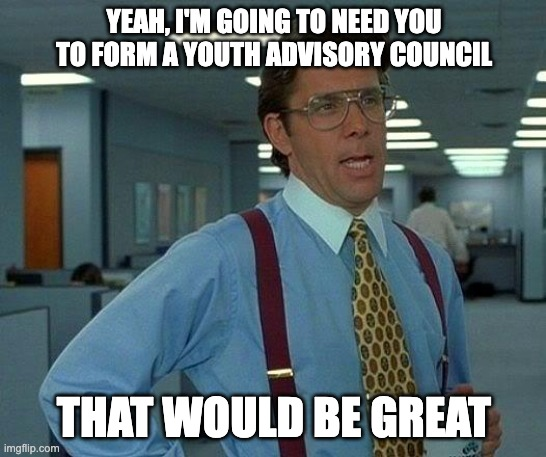 YEAH, I'M GOING TO NEED YOU
TO FORM A YOUTH ADVISORY COUNCIL
THAT WOULD BE GREAT
imgflip.com